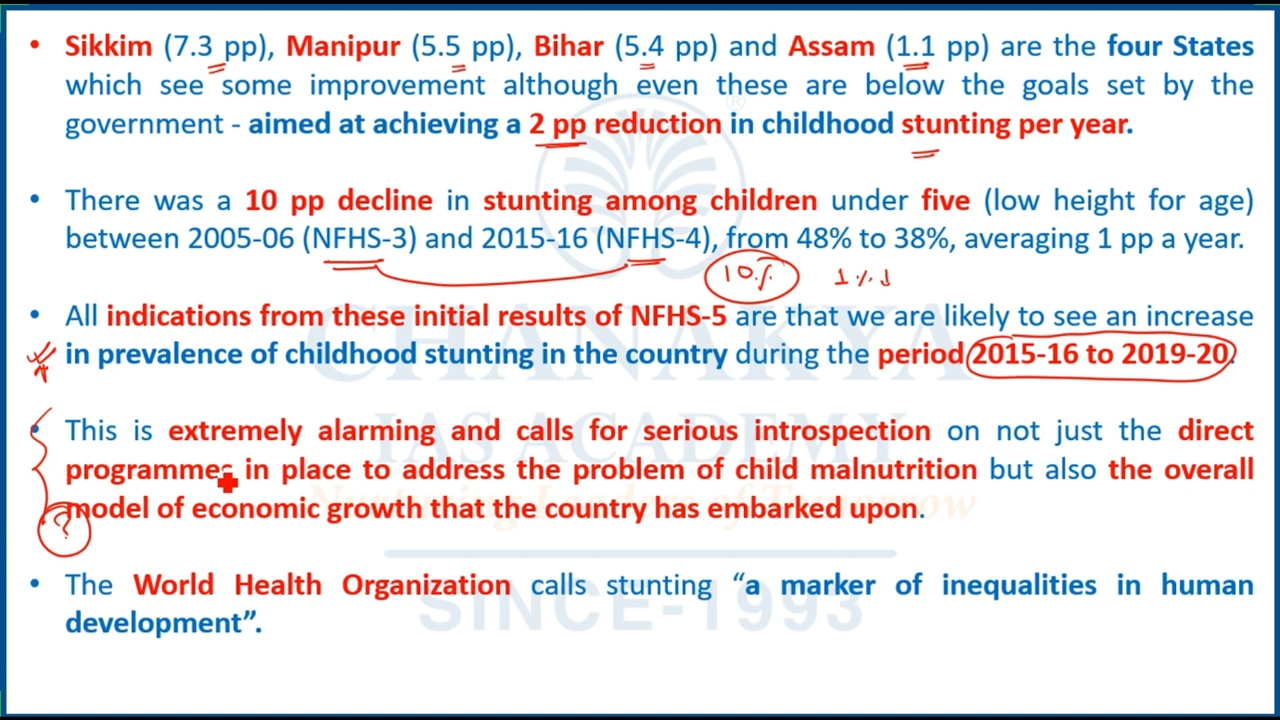 • Sikkim (7.3 pp), Manipur (5.5 pp), Bihar (5.4 pp) and Assam (1.1 pp) are the four States
which see some improvement although even these are below the goals set by the
government - aimed at achieving a 2 pp reduction in childhood stunting per year.
• There was a 10 pp decline in stunting among children under five (low height for age)
between 2005-06 (NFHS-3) and 2015-16 (NFHS-4), from 48% to 38%, averaging 1 pp a year.
10% 1%↓
• All indications from these initial results of NFHS-5 are that we are likely to see an increase
in prevalence of childhood stunting in the country during the period 2015-16 to 2019-20.
• This is extremely alarming and calls for serious introspection on not just the direct
programmes in place to address the problem of child malnutrition but also the overall
model of economic growth that the country has embarked upon.
?
• The World Health Organization calls stunting “a marker of inequalities in human
development”.
®
CHANAKYA
IAS ACADEMY
Nurturing Leaders of Tomorrow
SINCE-1993